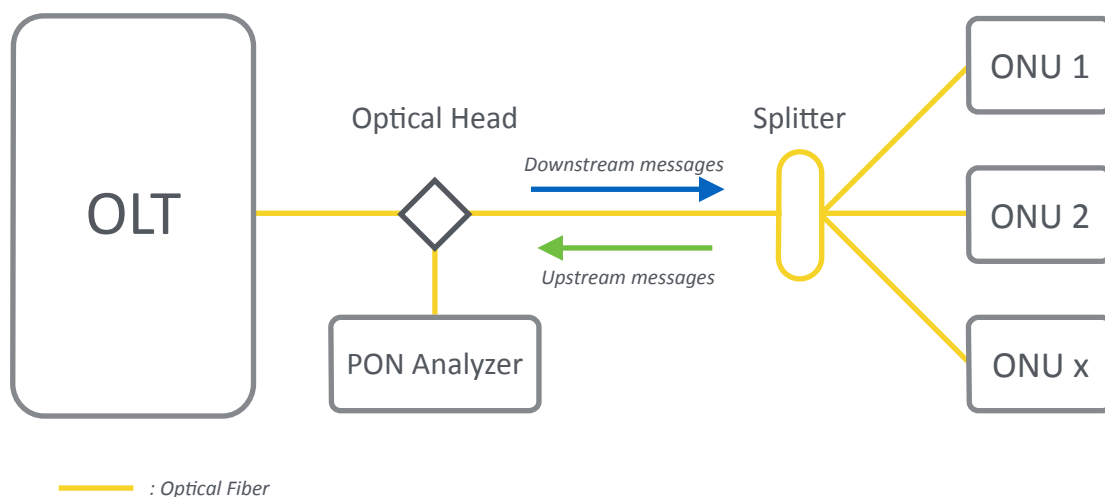 OLT
Optical Head
Splitter
Downstream messages
Upstream messages
PON Analyzer
ONU 1
ONU 2
ONU x
: Optical Fiber